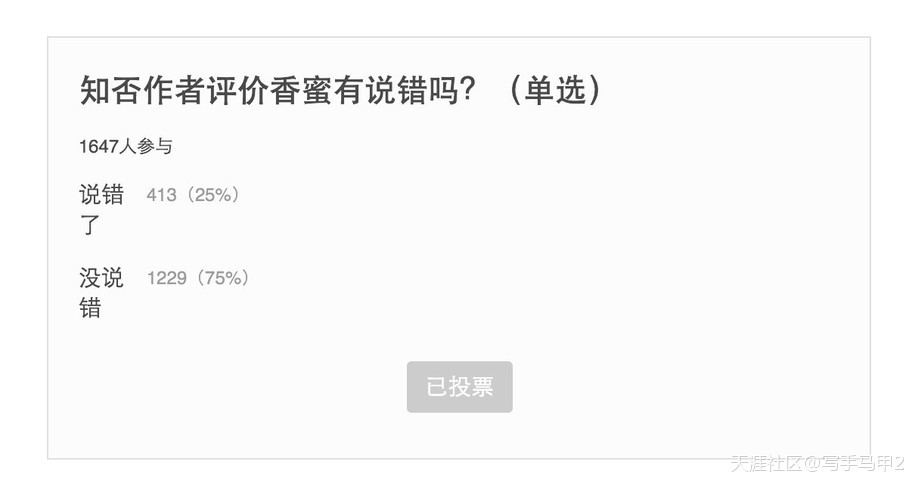 知否作者评价香蜜有说错吗？（单选）
1647人参与
说错 413（25%）
了
没说 1229（75%）
错
已投票
天涯社区@写手马甲2